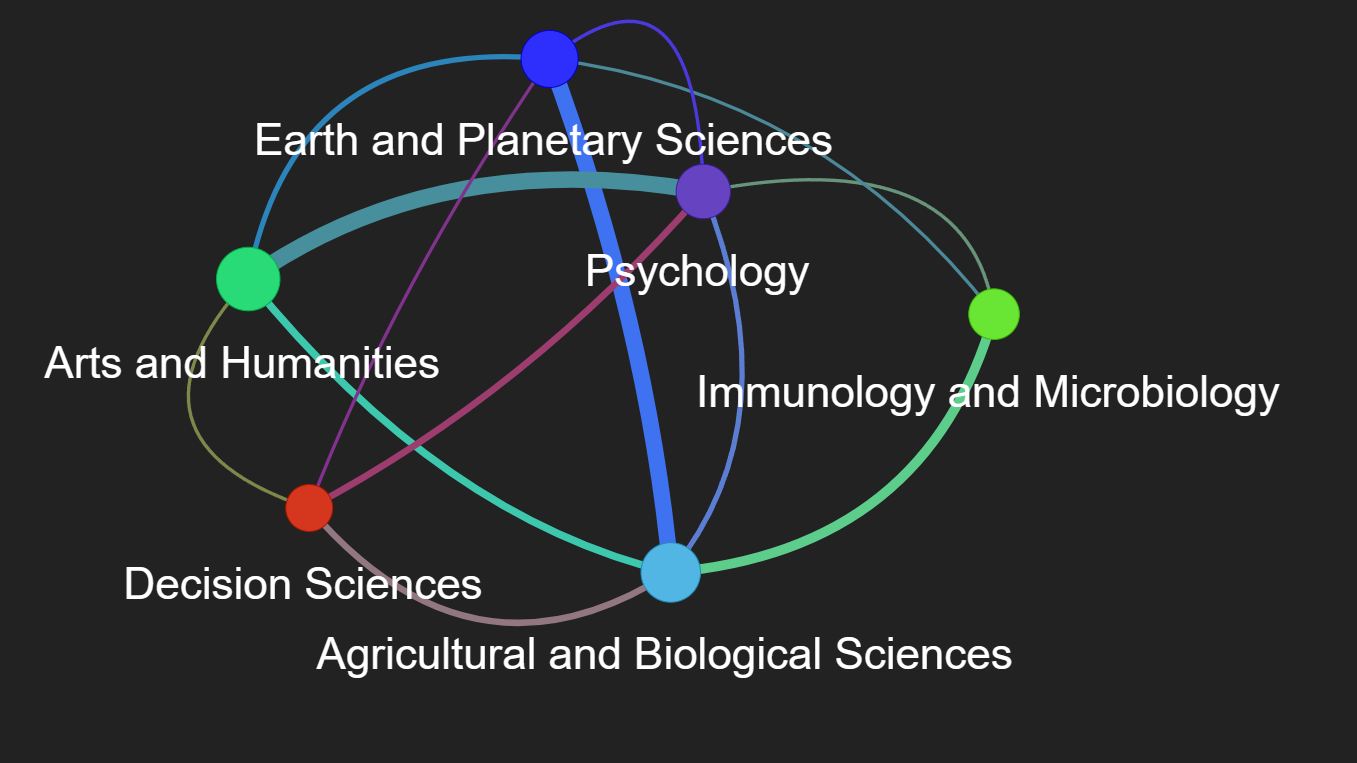 Earth and Planetary Sciences
Psychology
Arts and Humanities
Immunology and Microbiology
Decision Sciences
Agricultural and Biological Sciences